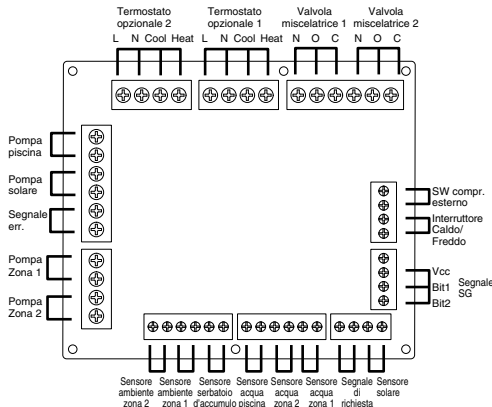 Termostato
opzionale 2
Termostato
opzionale 1
Valvola
miscelatrice 1
Valvola
miscelatrice 2
L N Cool Heat
L N Cool Heat
N O C
N O C
Pompa
piscina
Pompa
solare
Segnale
err.
Pompa
Zona 1
Pompa
Zona 2
SW compr.
esterno
Interruttore
Caldo/
Freddo
Vcc
Bit1
Bit2
Segnale
SG
Sensore
ambiente
zona 2
Sensore
ambiente
zona 1
Sensore
serbatoio
d'accumulo
Sensore
acqua
piscina
Sensore
acqua
zona 2
Sensore
acqua
zona 1
Segnale
di
richiesta
Sensore
solare